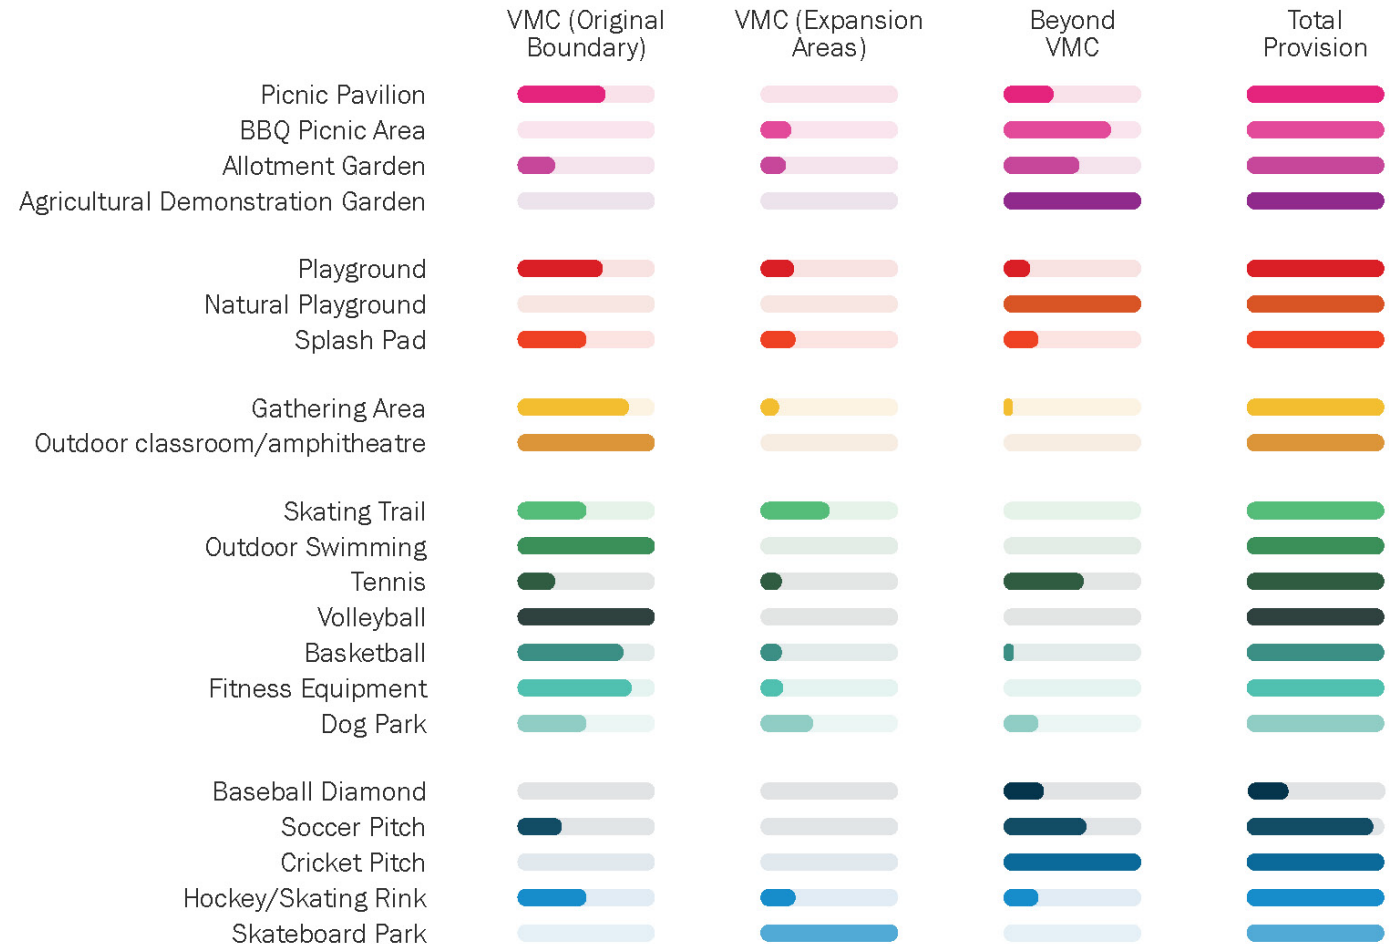 VMC (Original
Boundary)
VMC (Expansion
Areas)
Beyond
VMC
Total
Provision
Picnic Pavilion
BBQ Picnic Area
Allotment Garden
Agricultural Demonstration Garden
Playground
Natural Playground
Splash Pad
Gathering Area
Outdoor classroom/amphitheatre
Skating Trail
Outdoor Swimming
Tennis
Volleyball
Basketball
Fitness Equipment
Dog Park
Baseball Diamond
Soccer Pitch
Cricket Pitch
Hockey/Skating Rink
Skateboard Park